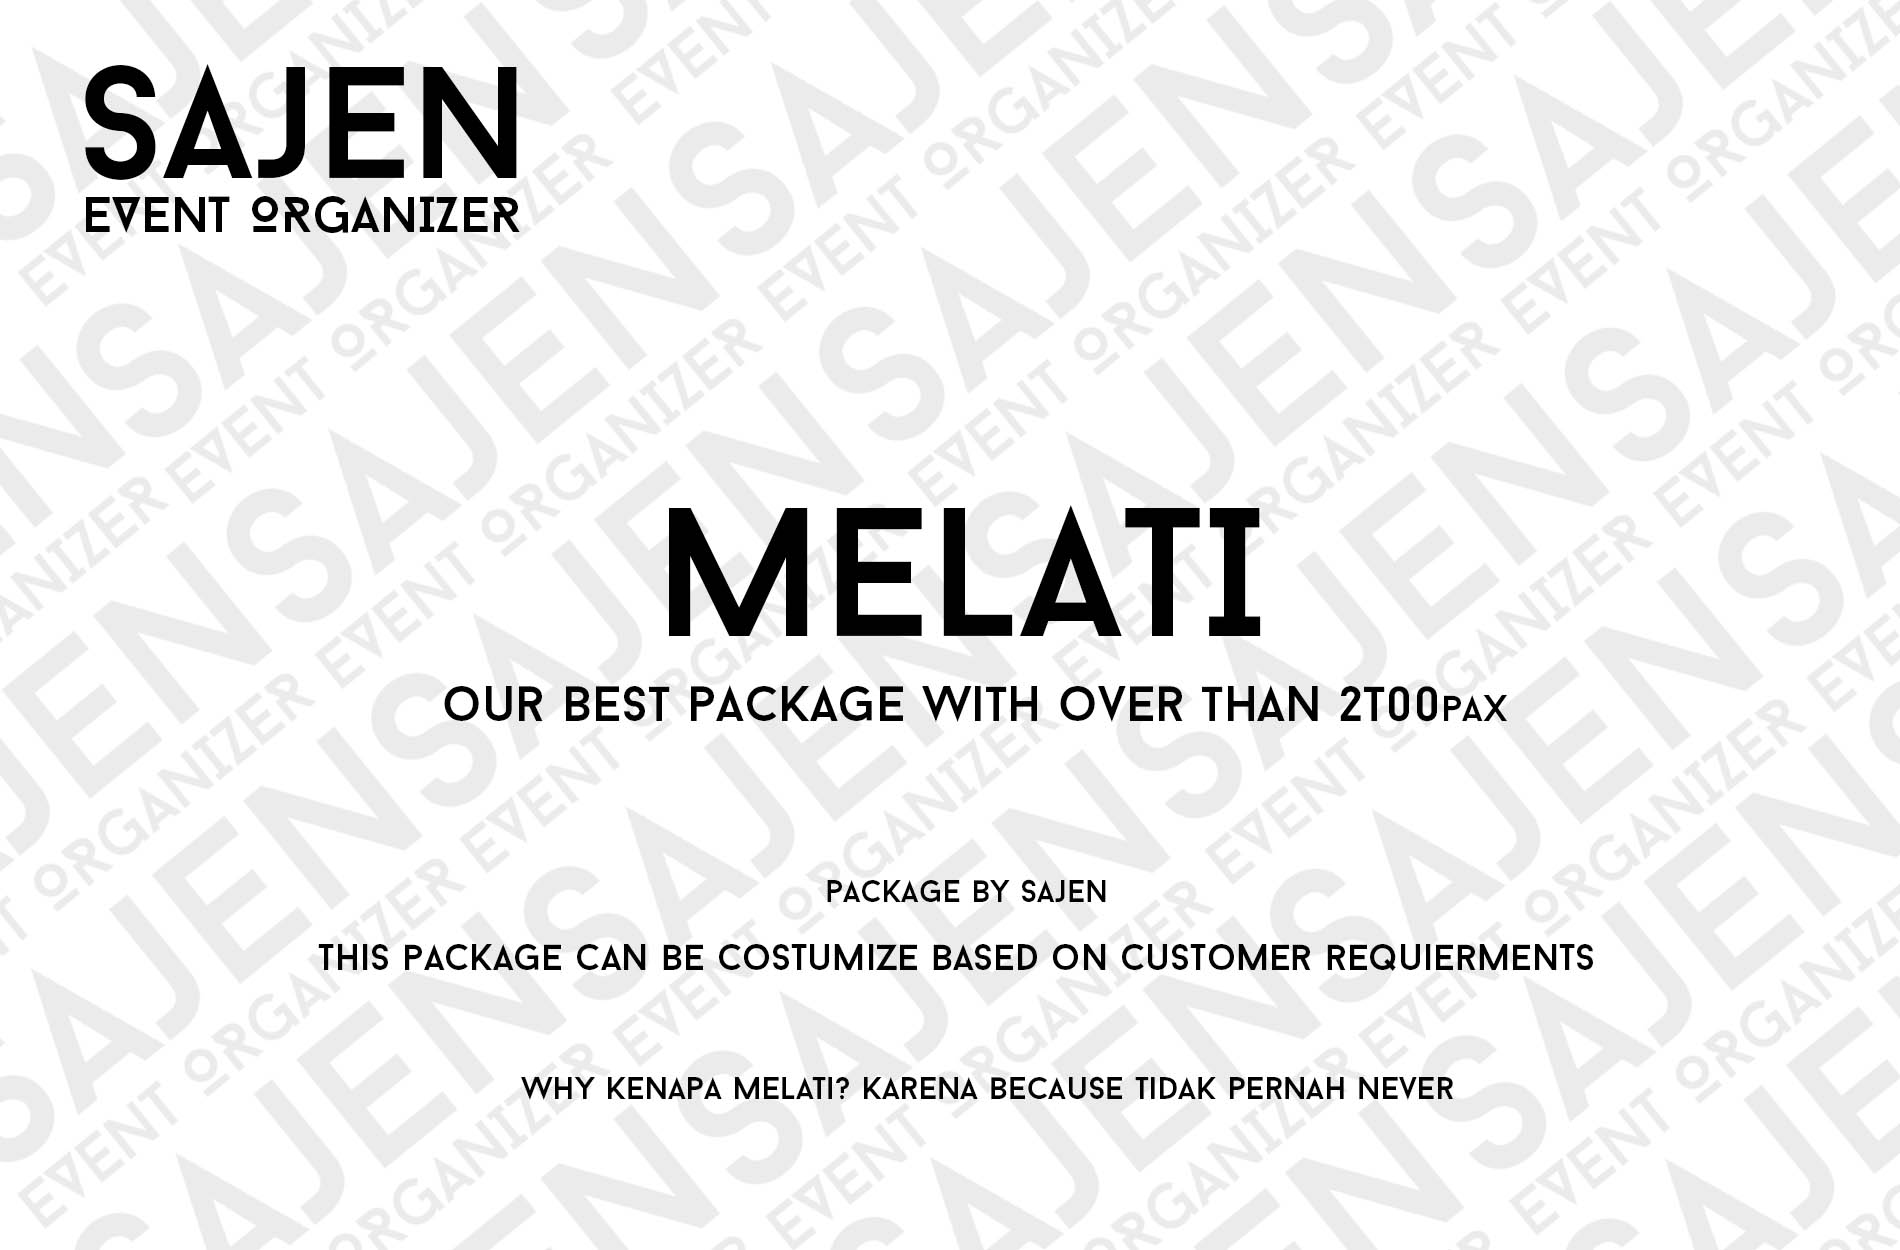 SAJEN
EVENT ORGANIZER
MELATI
OUR BEST PACKAGE WITH OVER THAN 2T00PAX
PACKAGE BY SAJEN
THIS PACKAGE CAN BE COSTUMIZE BASED ON CUSTOMER REQUIERMENTS
WHY KENAPA MELATI? KARENA BECAUSE TIDAK PERNAH NEVER